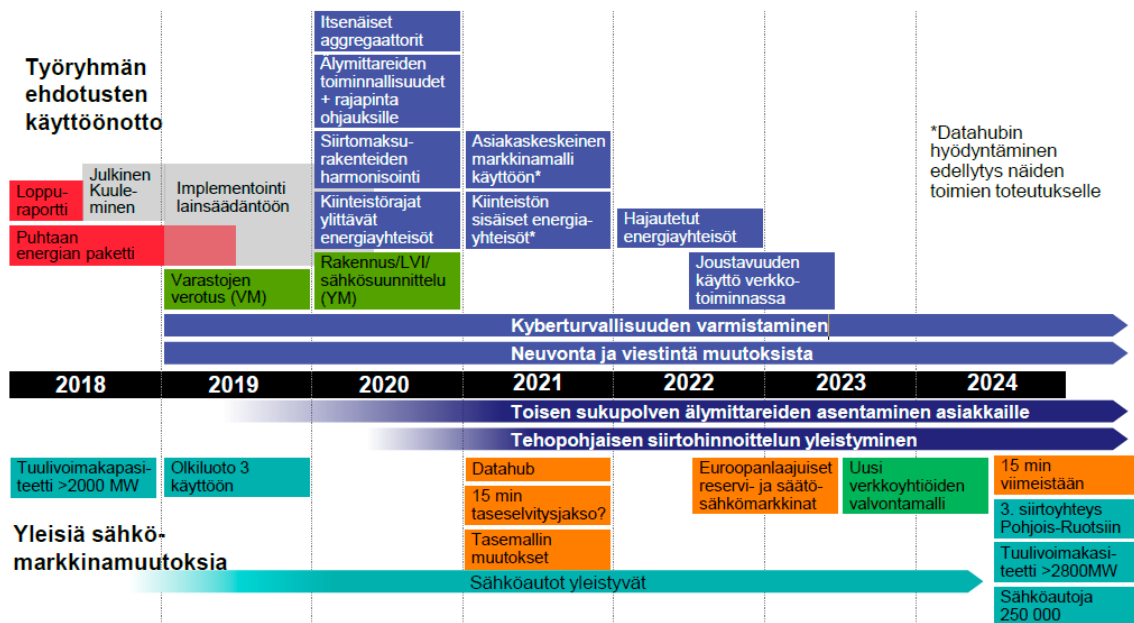 Työryhmän
ehdotusten
käyttöönotto
Itsenäiset
aggregaattorit
Älymittareiden
toiminnallisuudet
+ rajapinta
ohjauksille
Siirtomaksu-
rakenteiden
harmonisointi
Asiakaskeskeinen
markkinamalli
käyttöön*
*Datahubin
hyödyntäminen
edellytys näiden
toimien toteutukselle
Loppu-
raportti
Julkinen
Kuule-
minen
Implementointi
lainsäädäntöön
Kiinteistörajat
ylittävät
energiayhteisöt
Kiinteistön
sisäiset energia-
yhteisöt*
Hajautetut
energiayhteisöt
Puhtaan
energian paketti
Varastojen
verotus (VM)
Rakennus/LVI/
sähkösuunnittelu
(YM)
Joustavuuden
käyttö verkko-
toiminnassa
Kyberturvallisuuden varmistaminen
Neuvonta ja viestintä muutoksista
2018 2019 2020 2021 2022 2023 2024
Toisen sukupolven älymittareiden asentaminen asiakkaille
Tehopohjaisen siirtohinnoittelun yleistyminen
Tuulivoimakapasi-
teetti >2000 MW
Olkiluoto 3
käyttöön
Datahub
15 min
taseselvitysjakso?
Tasemallin
muutokset
Euroopanlaajuiset
reservi- ja säätö-
sähkömarkkinat
Uusi
verkkoyhtiöiden
valvontamalli
15 min
viimeistään
3. siirtoyhteys
Pohjois-Ruotsiin
Tuulivoimakasi-
teetti >2800MW
Sähköautoja
250 000
Yleisiä sähkö-
markkinamuutoksia
Sähköautot yleistyvät